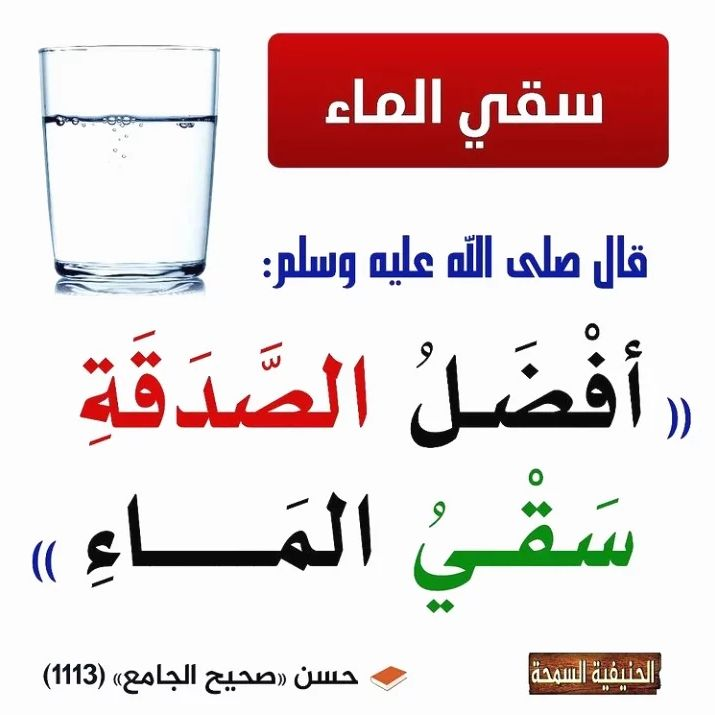 سقي الماء
قال صلى الله عليه وسلم:
(( أفْضَلُ الصَّدَقَةِ
سَقْيُ المَـــاءِ ))
حسن «صحيح الجامع» (1113)
الحنيفية السمحة